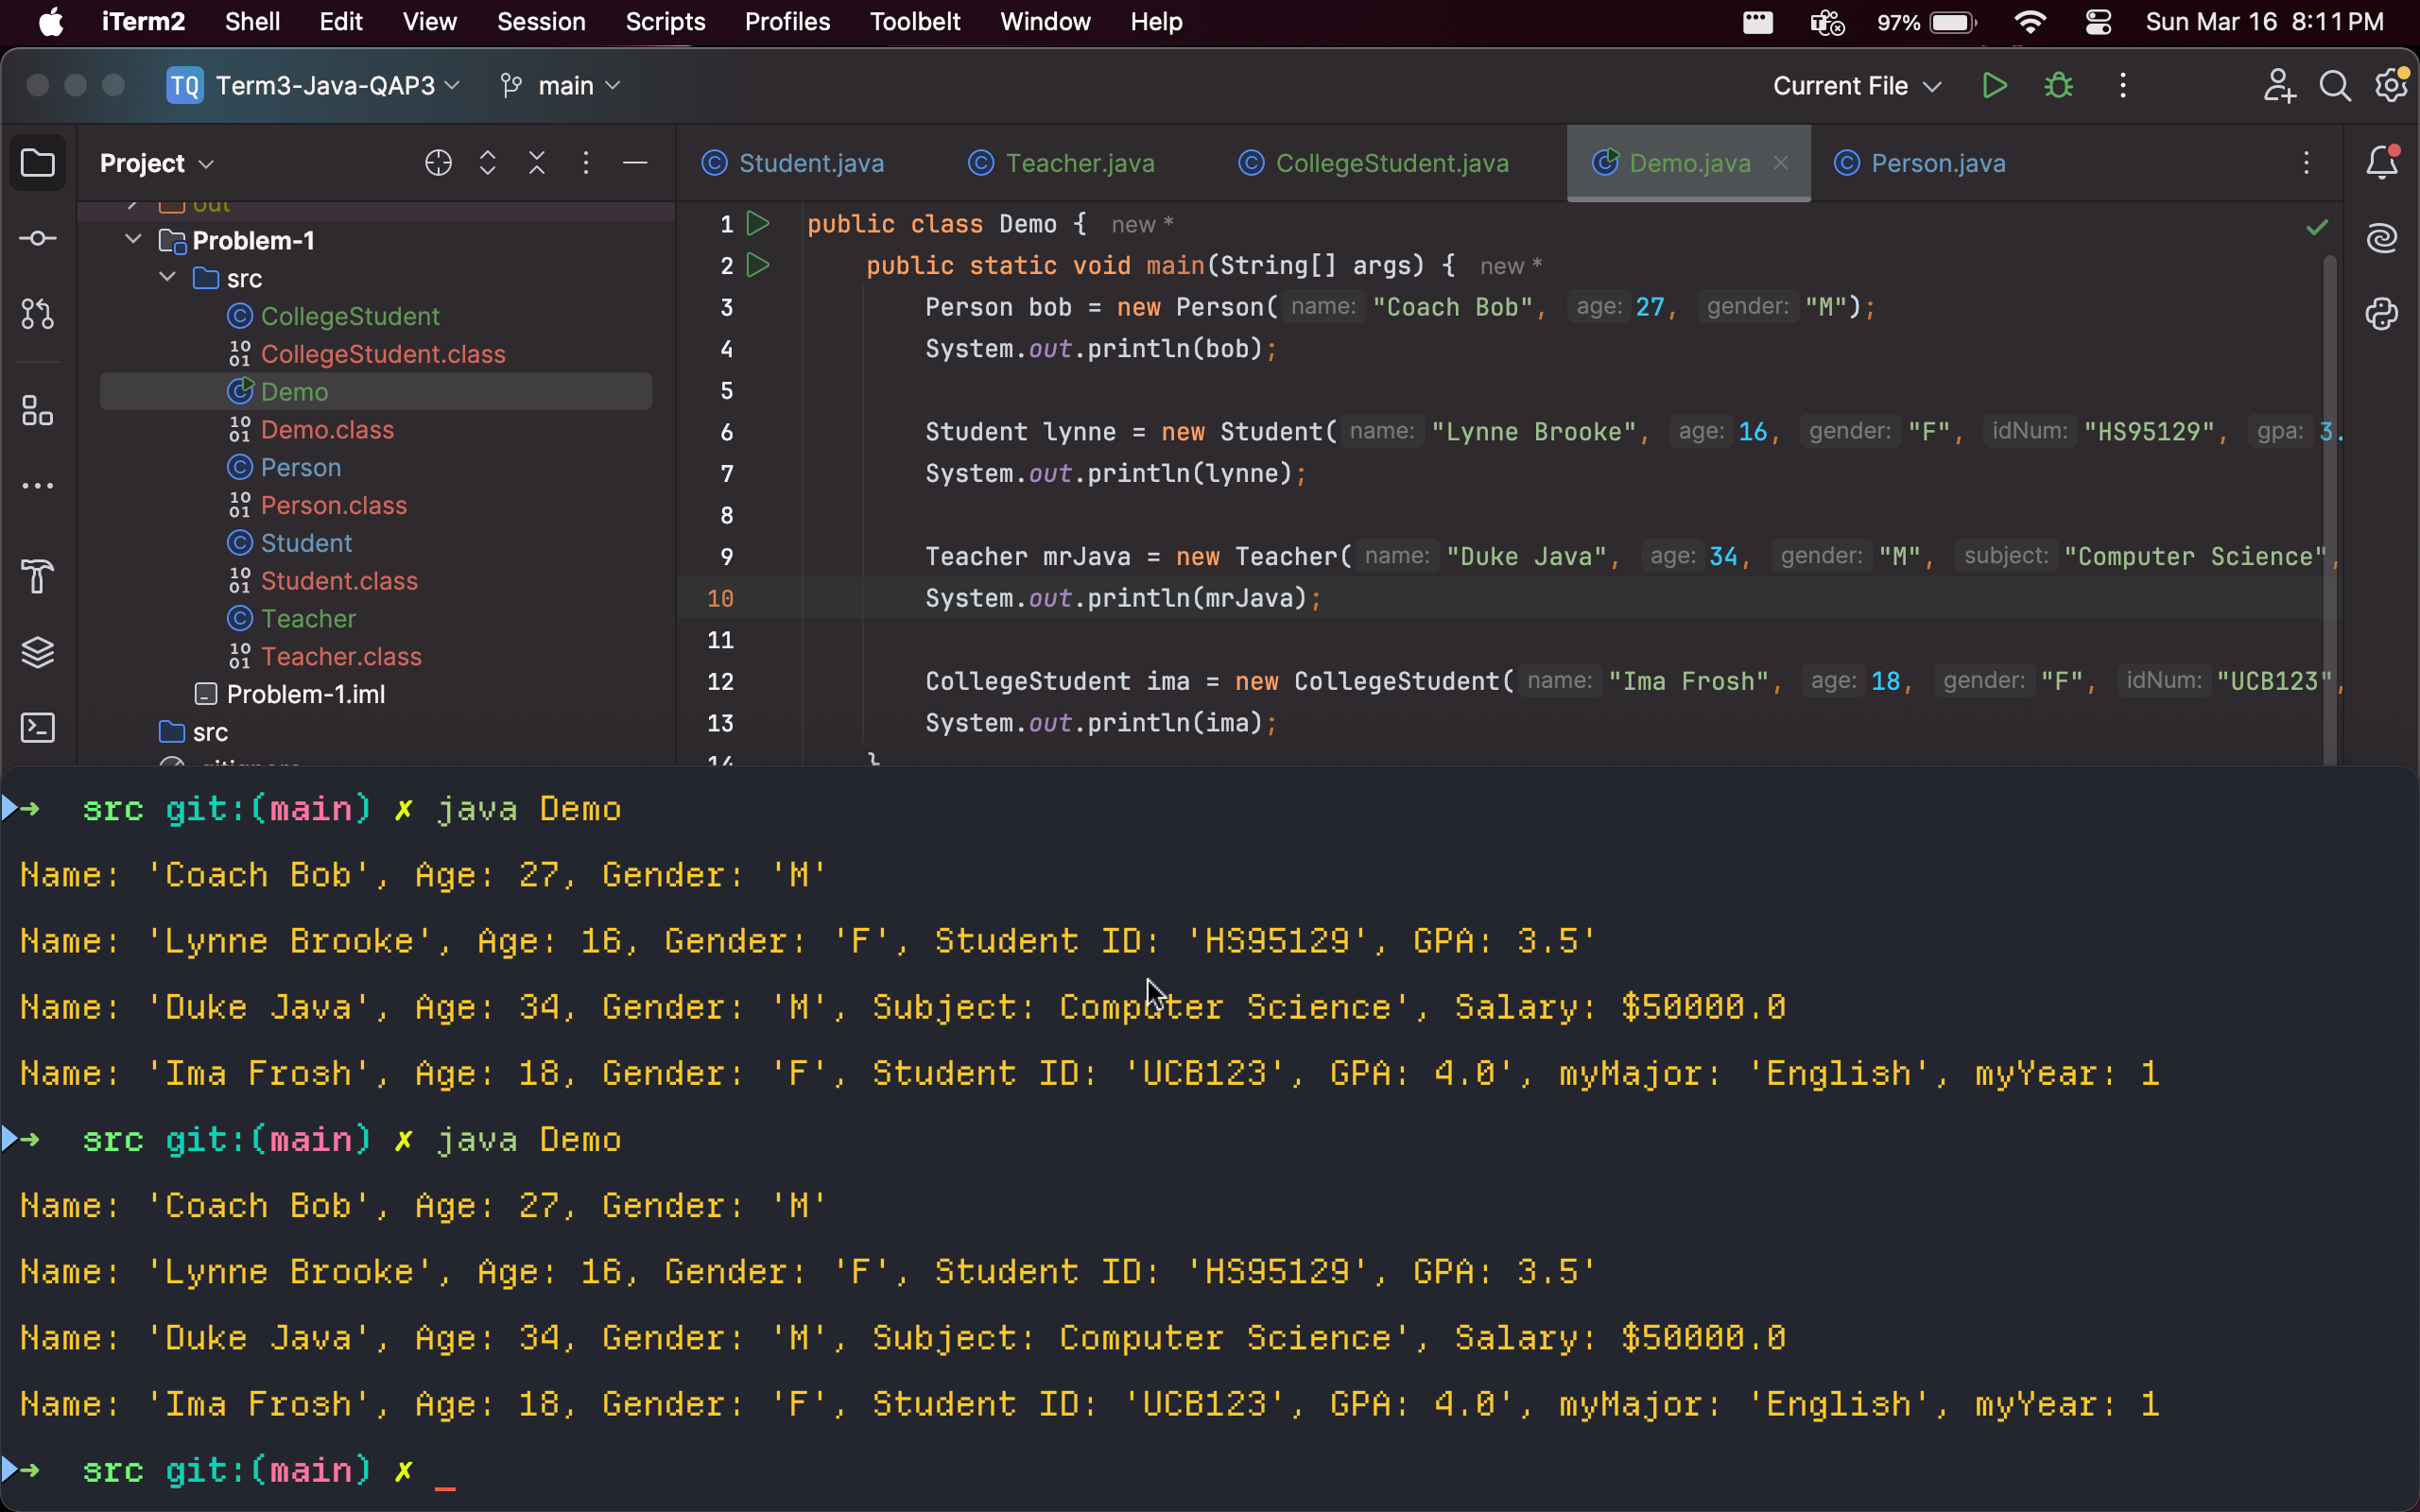 iTerm2 Shell Edit View Session Scripts Profiles Toolbelt Window Help 97% Sun Mar 16 8:11 PM
TQ Term3-Java-QAP3 main Current File
Project
Student.java Teacher.java CollegeStudent.java Demo.java Person.java
out
Problem-1
src
CollegeStudent
CollegeStudent.class
Demo
Demo.class
Person
Person.class
Student
Student.class
Teacher
Teacher.class
Problem-1.iml
src
.gitignore
1 public class Demo { new *
2 public static void main(String[] args) { new *
3 Person bob = new Person( name: "Coach Bob", age: 27, gender: "M");
4 System.out.println(bob);
5
6 Student lynne = new Student( name: "Lynne Brooke", age: 16, gender: "F", idNum: "HS95129", gpa: 3.
7 System.out.println(lynne);
8
9 Teacher mrJava = new Teacher( name: "Duke Java", age: 34, gender: "M", subject: "Computer Science",
10 System.out.println(mrJava);
11
12 CollegeStudent ima = new CollegeStudent( name: "Ima Frosh", age: 18, gender: "F", idNum: "UCB123",
13 System.out.println(ima);
14 }
→ src git:(main) ✗ java Demo
Name: 'Coach Bob', Age: 27, Gender: 'M'
Name: 'Lynne Brooke', Age: 16, Gender: 'F', Student ID: 'HS95129', GPA: 3.5'
Name: 'Duke Java', Age: 34, Gender: 'M', Subject: Computer Science', Salary: $50000.0
Name: 'Ima Frosh', Age: 18, Gender: 'F', Student ID: 'UCB123', GPA: 4.0', myMajor: 'English', myYear: 1
→ src git:(main) ✗ java Demo
Name: 'Coach Bob', Age: 27, Gender: 'M'
Name: 'Lynne Brooke', Age: 16, Gender: 'F', Student ID: 'HS95129', GPA: 3.5'
Name: 'Duke Java', Age: 34, Gender: 'M', Subject: Computer Science', Salary: $50000.0
Name: 'Ima Frosh', Age: 18, Gender: 'F', Student ID: 'UCB123', GPA: 4.0', myMajor: 'English', myYear: 1
→ src git:(main) ✗ _